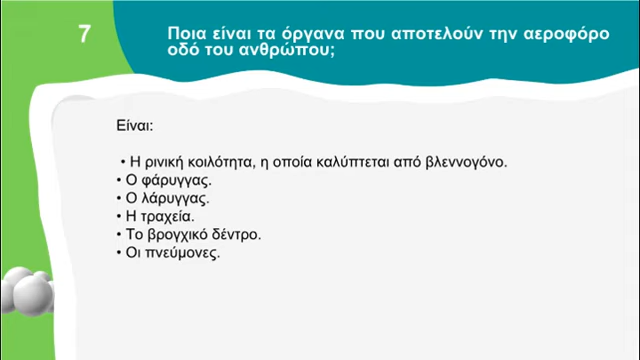 7
Ποια είναι τα όργανα που αποτελούν την αεροφόρο
οδό του ανθρώπου;
Είναι:
• Η ρινική κοιλότητα, η οποία καλύπτεται από βλεννογόνο.
• Ο φάρυγγας.
• Ο λάρυγγας.
• Η τραχεία.
• Το βρογχικό δέντρο.
• Οι πνεύμονες.